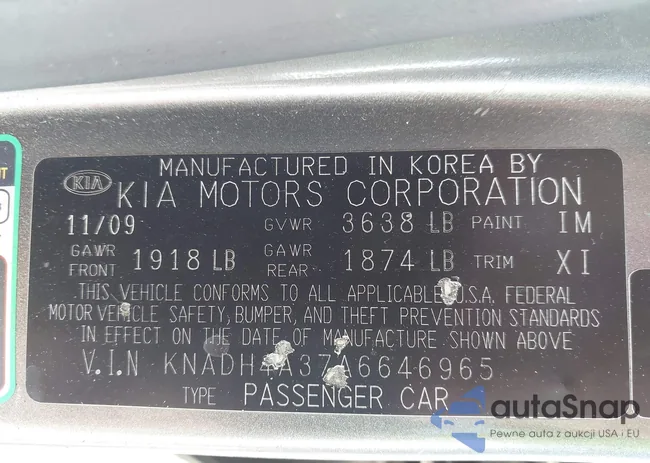 MANUFACTURED IN KOREA BY
KIA KIA MOTORS CORPORATION
11/09 GVWR 3638 LB PAINT IM
GAWR FRONT 1918 LB GAWR REAR 1874 LB TRIM XI
THIS VEHICLE CONFORMS TO ALL APPLICABLE U.S.A. FEDERAL
MOTOR VEHICLE SAFETY, BUMPER, AND THEFT PREVENTION STANDARDS
IN EFFECT ON THE DATE OF MANUFACTURE SHOWN ABOVE
V.I.N KNADH4A37A6646965
TYPE PASSENGER CAR
autoSnap
Pewne auta z aukcji USA i EU